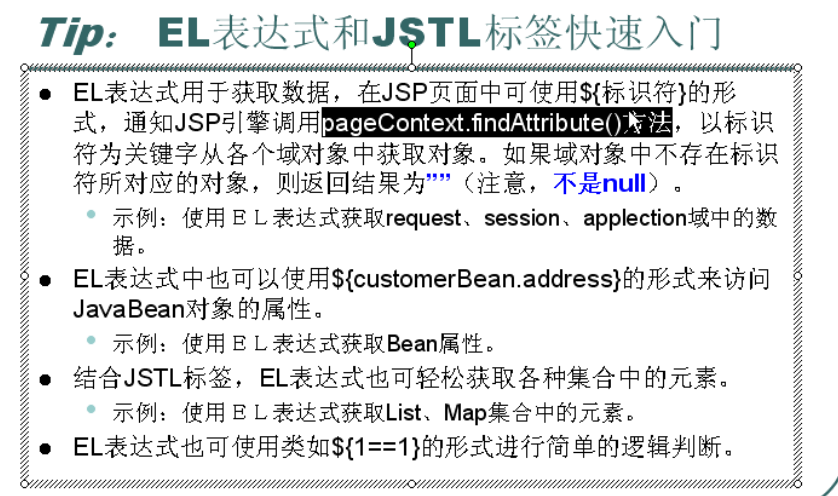 Tip： EL表达式和JSTL标签快速入门
● EL表达式用于获取数据，在JSP页面中可使用${标识符}的形
式，通知JSP引擎调用pageContext.findAttribute()方法，以标识
符为关键字从各个域对象中获取对象。如果域对象中不存在标识
符所对应的对象，则返回结果为””（注意，不是null）。
• 示例：使用ＥＬ表达式获取request、session、applection域中的数
据。
● EL表达式中也可以使用${customerBean.address}的形式来访问
JavaBean对象的属性。
• 示例：使用ＥＬ表达式获取Bean属性。
● 结合JSTL标签，EL表达式也可轻松获取各种集合中的元素。
• 示例：使用ＥＬ表达式获取List、Map集合中的元素。
● EL表达式也可使用类如${1==1}的形式进行简单的逻辑判断。